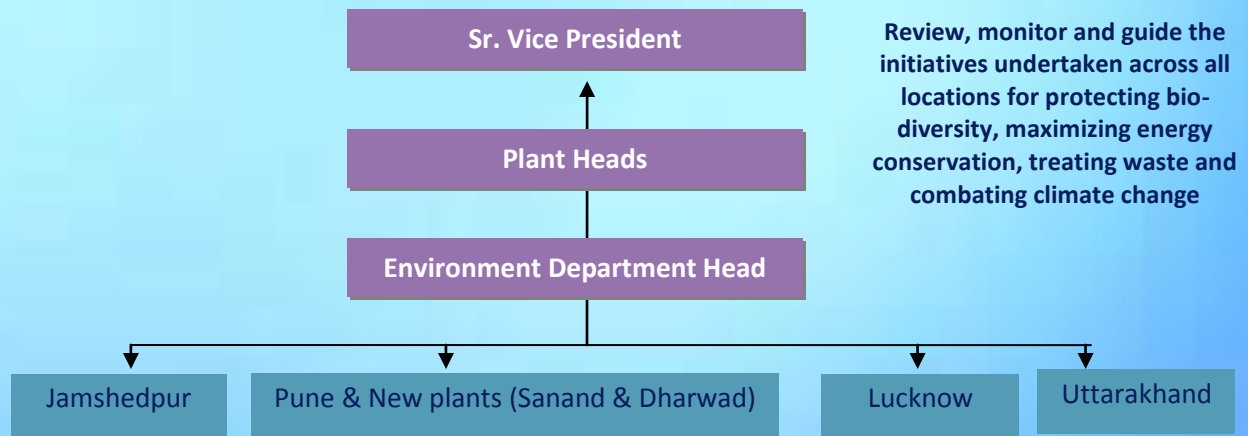 Sr. Vice President
Review, monitor and guide the
initiatives undertaken across all
locations for protecting bio-
diversity, maximizing energy
conservation, treating waste and
combating climate change
Plant Heads
Environment Department Head
Jamshedpur
Pune & New plants (Sanand & Dharwad)
Lucknow
Uttarakhand